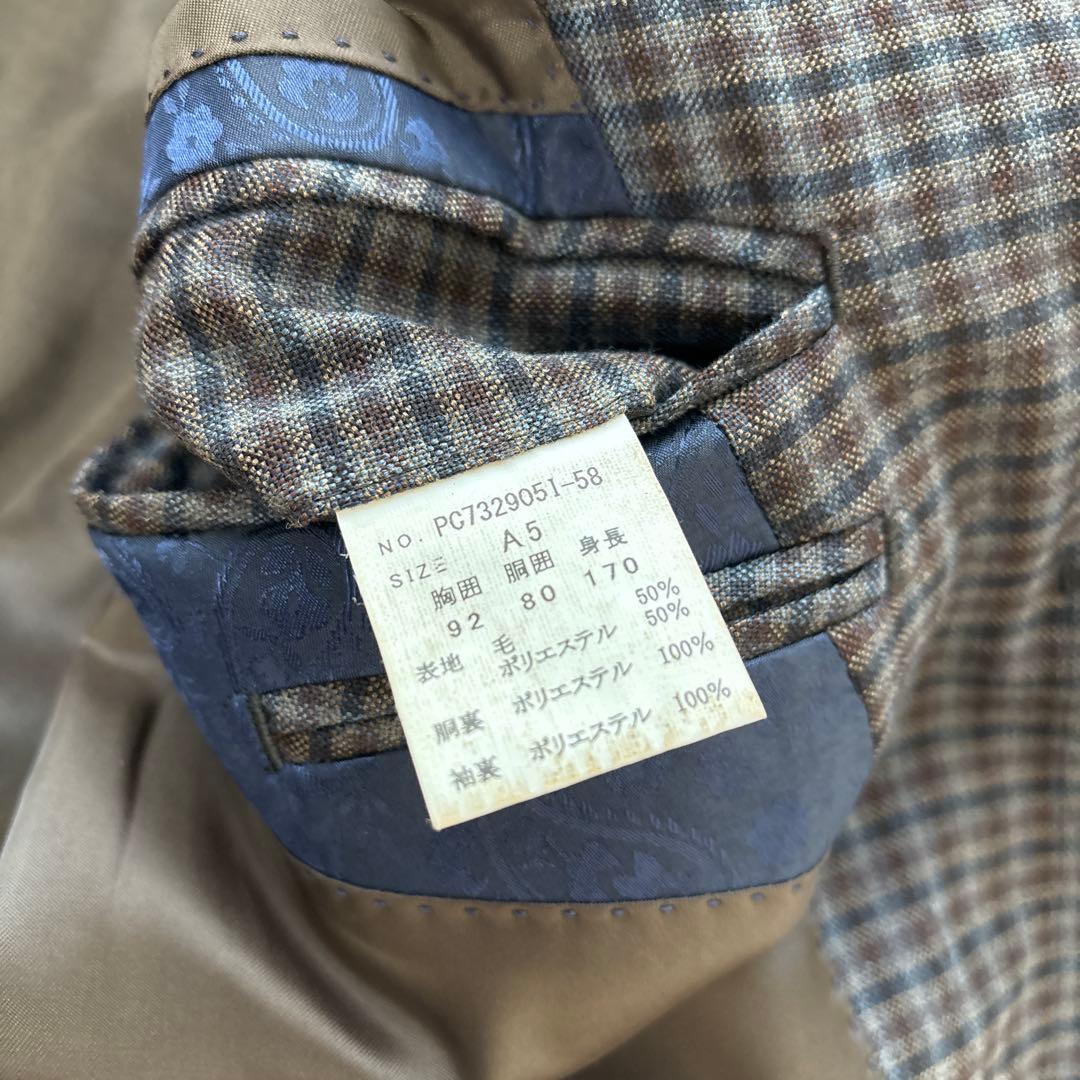 NO. PC7329051-58
SIZE A5
胸囲 胴囲 身長
92 80 170
表地 毛 50%
ポリエステル 50%
胴裏 ポリエステル 100%
袖裏 ポリエステル 100%